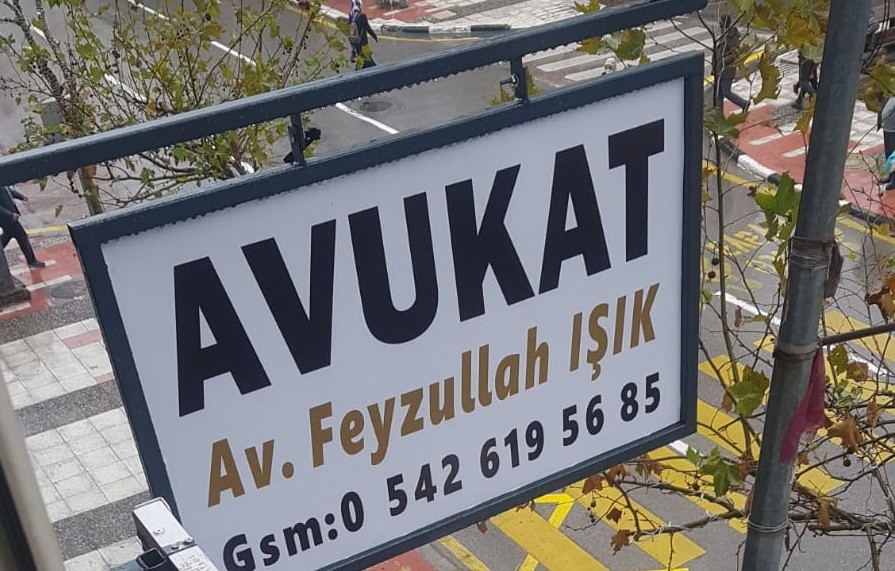 AVUKAT
Av. Feyzullah IŞIK
Gsm:0 542 619 56 85